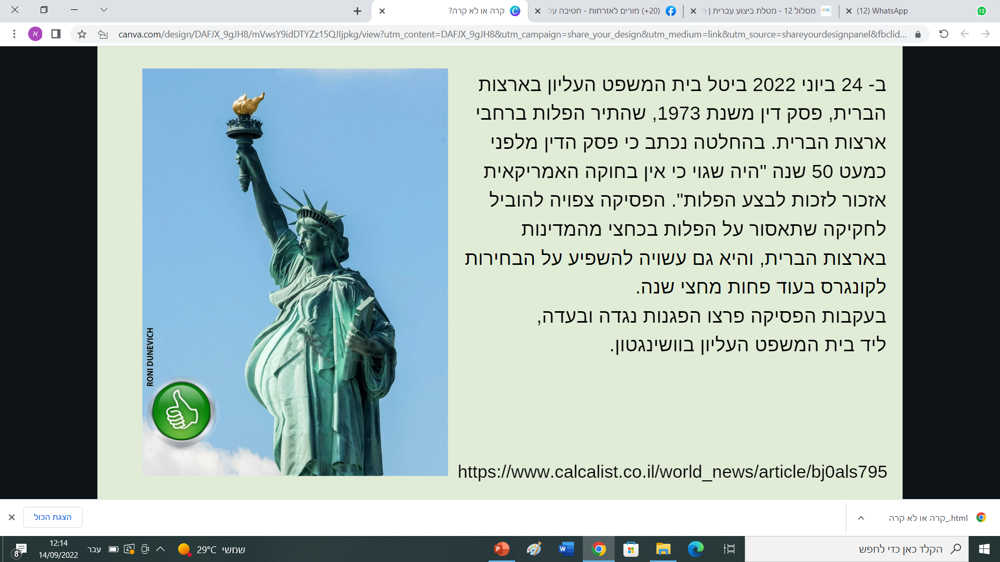 WhatsApp (12)
מסלול 12 - מטלת ביצוע עברית | ח
(20+) מורים לאזרחות - חטיבה עלי
קרה או לא קרה?
canva.com/design/DAFJX_9gJH8/mVwsY9idDTYZz15QJIjpkg/view?utm_content=DAFJX_9gJH8&utm_campaign=share_your_design&utm_medium=link&utm_source=shareyourdesignpanel&fbclid...
א
ב- 24 ביוני 2022 ביטל בית המשפט העליון בארצות
הברית, פסק דין משנת 1973, שהתיר הפלות ברחבי
ארצות הברית. בהחלטה נכתב כי פסק הדין מלפני
כמעט 50 שנה "היה שגוי כי אין בחוקה האמריקאית
אזכור לזכות לבצע הפלות". הפסיקה צפויה להוביל
לחקיקה שתאסור על הפלות בכחצי מהמדינות
בארצות הברית, והיא גם עשויה להשפיע על הבחירות
לקונגרס בעוד פחות מחצי שנה.
בעקבות הפסיקה פרצו הפגנות נגדה ובעדה,
ליד בית המשפט העליון בוושינגטון.
RONI DUNEVICH
https://www.calcalist.co.il/world_news/article/bj0als795
קרה או לא קרה_.html
הצגת הכול
הקלד כאן כדי לחפש
29°C שמשי
עבר
12:14
14/09/2022
8